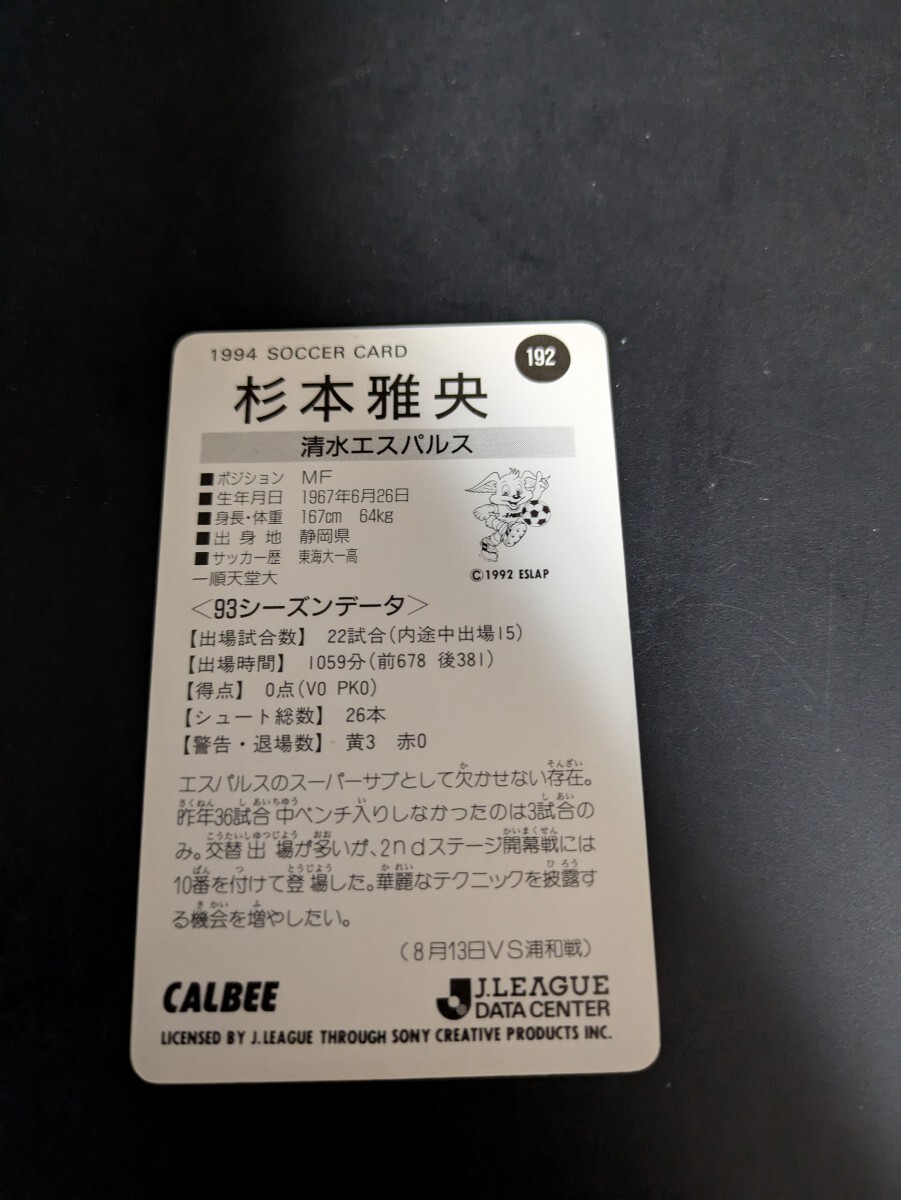 1994 SOCCER CARD
192
杉本雅央
清水エスパルス
■ポジション MF
■生年月日 1967年6月26日
■身長・体重 167cm 64kg
■出身地 静岡県
■サッカー歴 東海大一高
―順天堂大
©1992 ESLAP
＜93シーズンデータ＞
【出場試合数】 22試合(内途中出場15)
【出場時間】 1059分(前678 後381)
【得点】 0点(V0 PK0)
【シュート総数】 26本
【警告・退場数】 黄3 赤0
エスパルスのスーパーサブとして欠かせない存在。
昨年36試合中ベンチ入りしなかったのは3試合の
み。交替出場が多いが、2ndステージ開幕戦には
10番を付けて登場した。華麗なテクニックを披露す
る機会を増やしたい。
(8月13日VS浦和戦)
CALBEE
J.LEAGUE
DATA CENTER
LICENSED BY J.LEAGUE THROUGH SONY CREATIVE PRODUCTS INC.